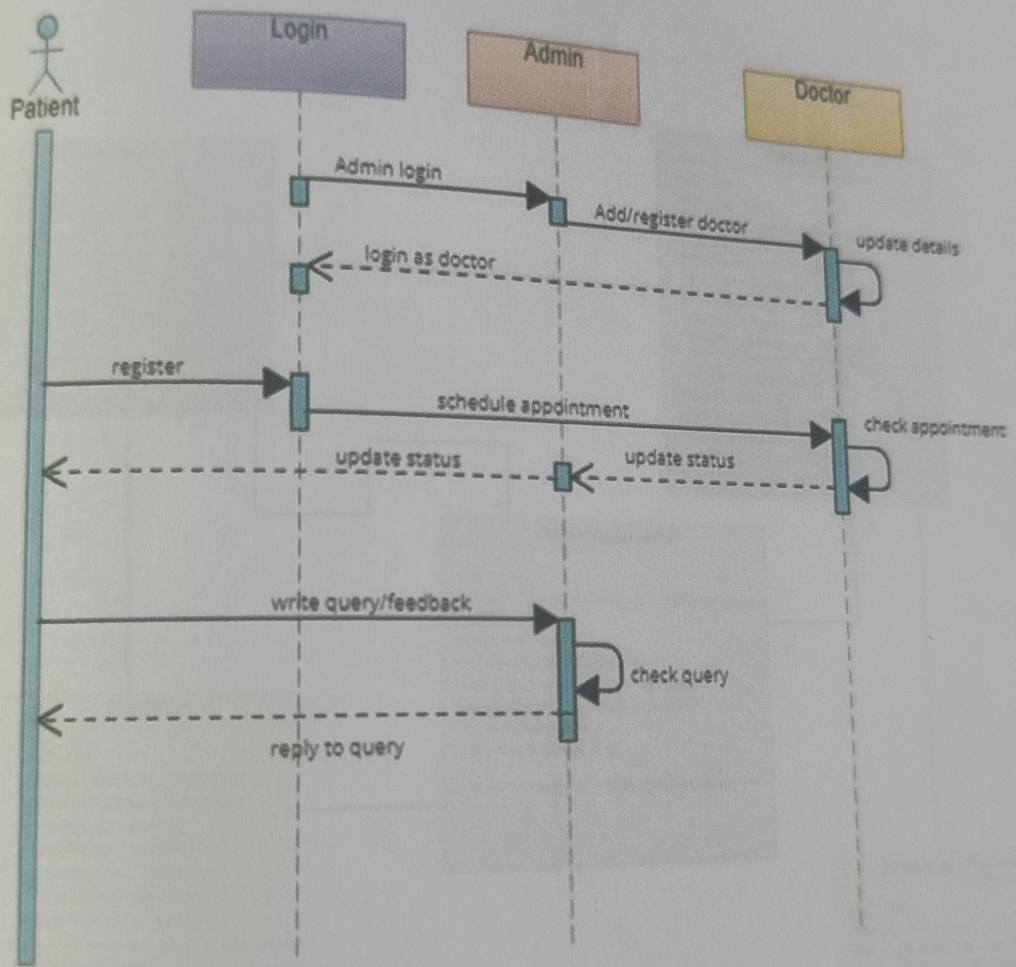 Login
Admin
Doctor
Patient
Admin login
Add/register doctor
update details
login as doctor
register
schedule appointment
check appointment
update status
update status
write query/feedback
check query
reply to query